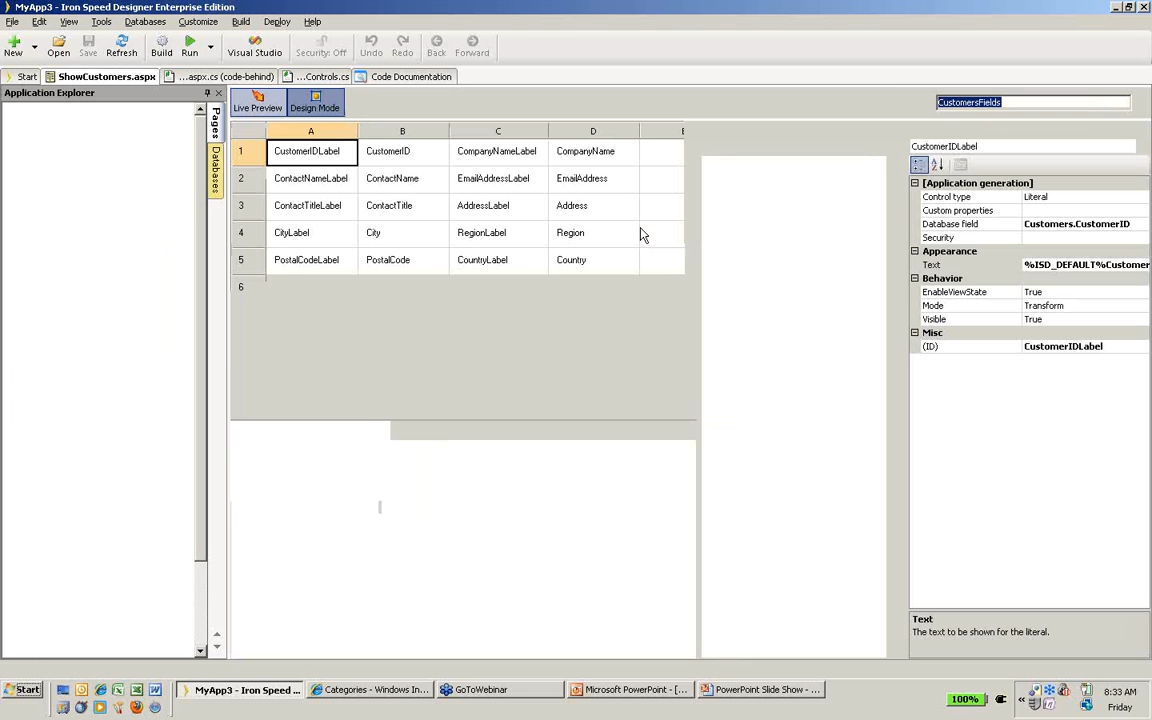 MyApp3 - Iron Speed Designer Enterprise Edition
File Edit View Tools Databases Customize Build Deploy Help
New Open Save Refresh Build Run Visual Studio Security: Off Undo Redo Back Forward
Start ShowCustomers.aspx ...aspx.cs (code-behind) ...Controls.cs Code Documentation
Application Explorer
Pages
Databases
Live Preview Design Mode
CustomersFields
A B C D E
1 CustomerIDLabel CustomerID CompanyNameLabel CompanyName
2 ContactNameLabel ContactName EmailAddressLabel EmailAddress
3 ContactTitleLabel ContactTitle AddressLabel Address
4 CityLabel City RegionLabel Region
5 PostalCodeLabel PostalCode CountryLabel Country
6
CustomerIDLabel
[Application generation]
Control type Literal
Custom properties
Database field Customers.CustomerID
Security
Appearance
Text %ISD_DEFAULT%Customer
Behavior
EnableViewState True
Mode Transform
Visible True
Misc
(ID) CustomerIDLabel
Text
The text to be shown for the literal.
Start MyApp3 - Iron Speed ... Categories - Windows In... GoToWebinar Microsoft PowerPoint - [... PowerPoint Slide Show - ... 100% « 8:33 AM
Friday